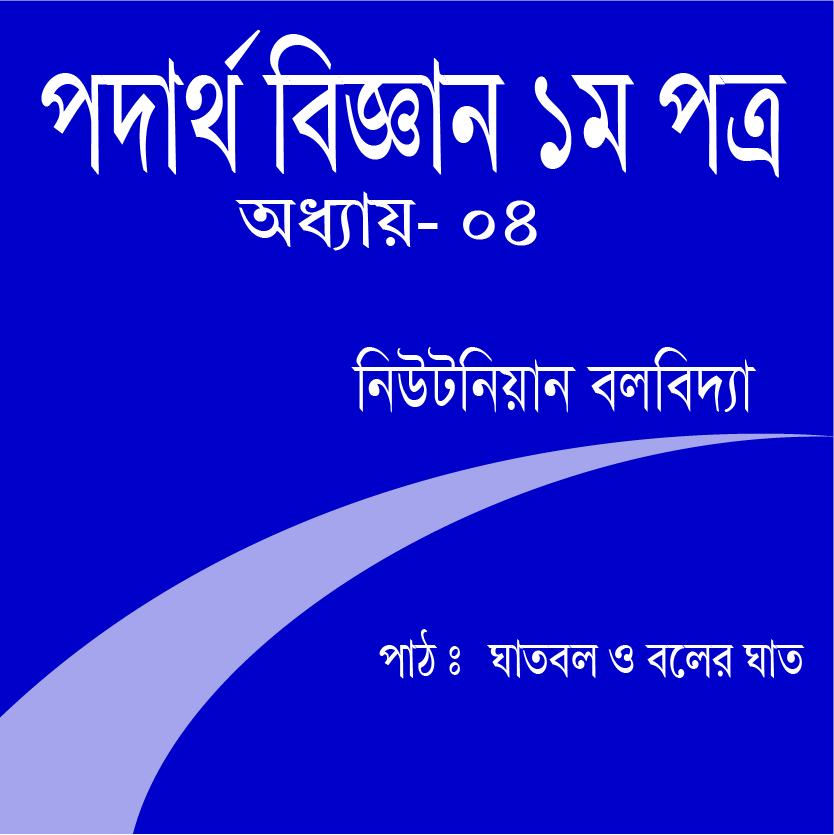 পদার্থ বিজ্ঞান ১ম পত্র
অধ্যায়- ০৪
নিউটনিয়ান বলবিদ্যা
পাঠ ঃ ঘাতবল ও বলের ঘাত